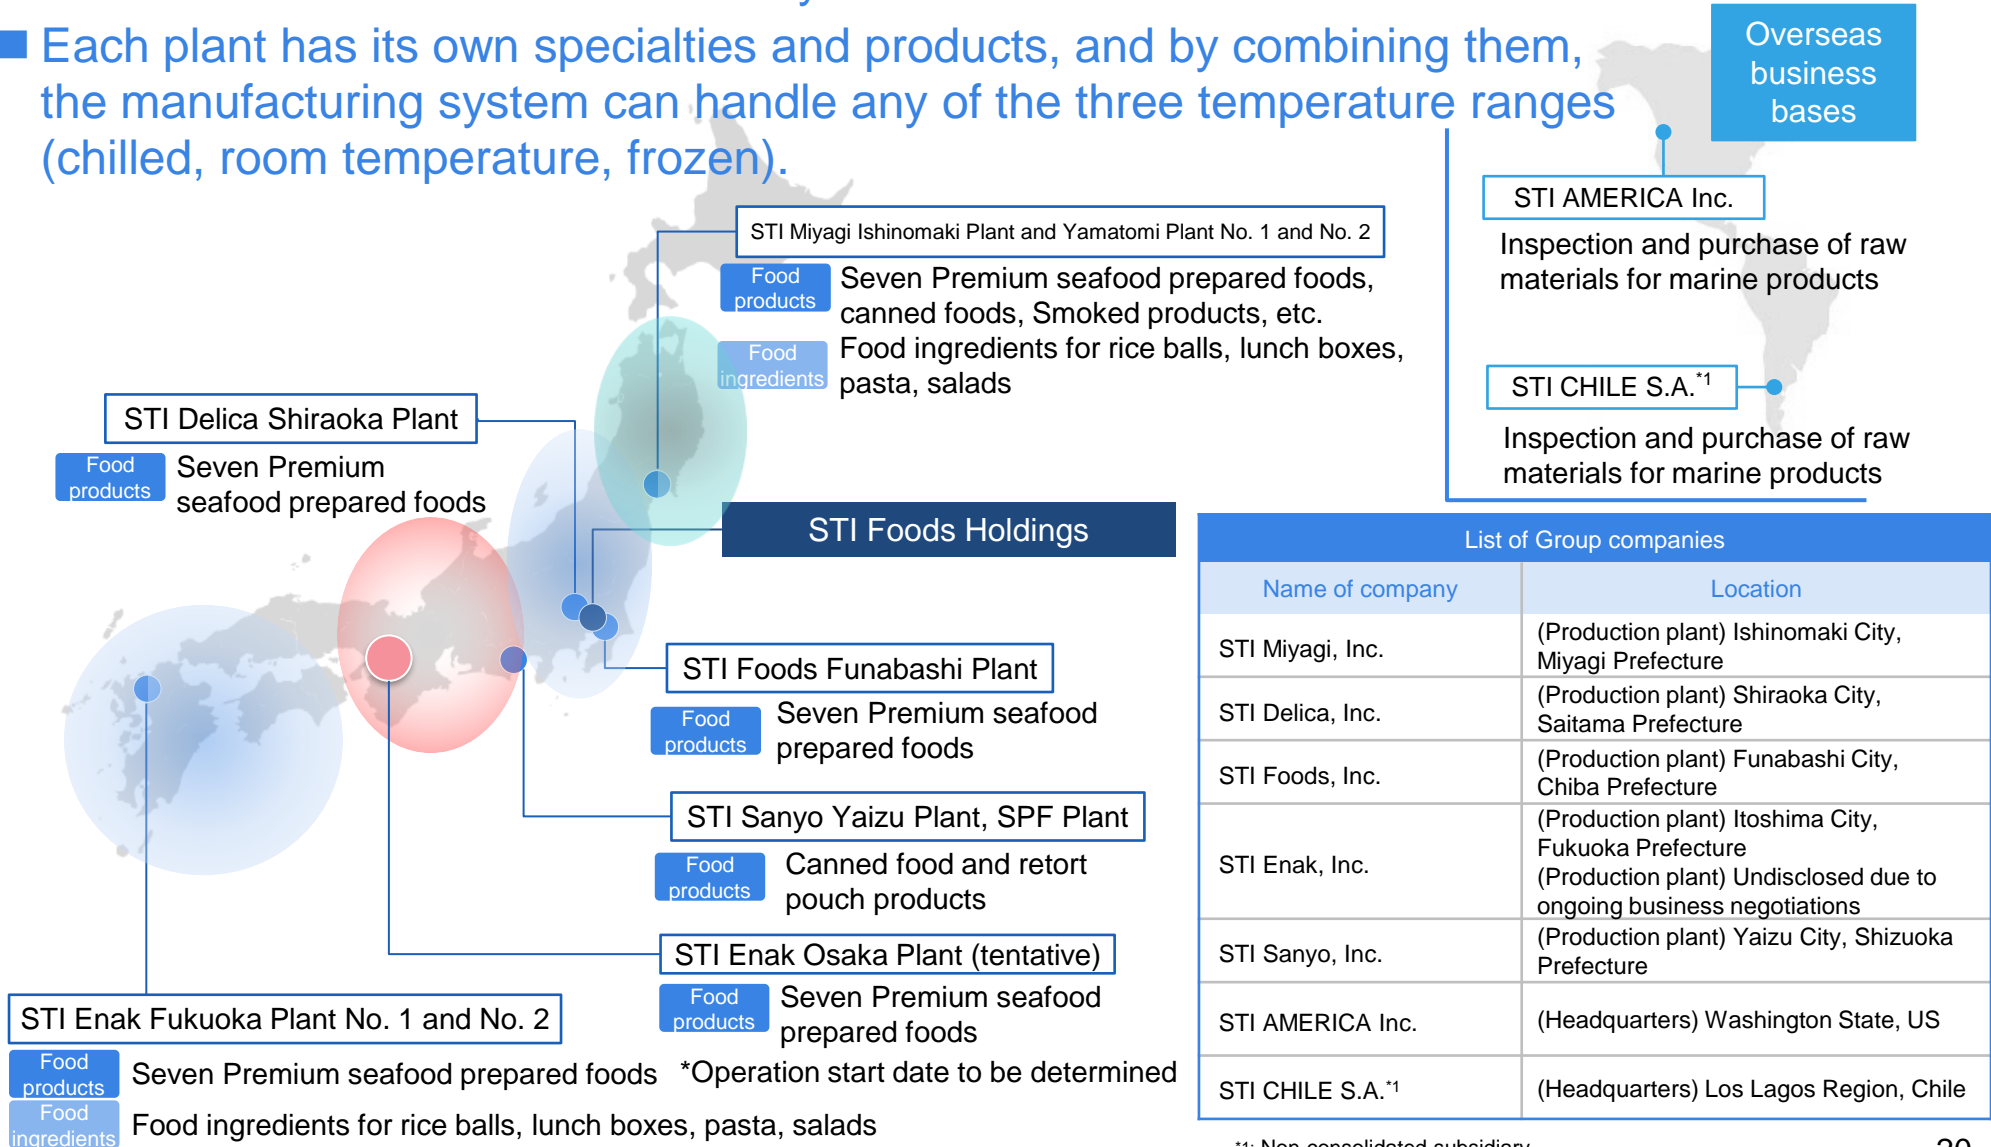 ■ Each plant has its own specialties and products, and by combining them,
the manufacturing system can handle any of the three temperature ranges
(chilled, room temperature, frozen).
Overseas
business
bases
STI AMERICA Inc.
Inspection and purchase of raw
materials for marine products
STI CHILE S.A.*1
Inspection and purchase of raw
materials for marine products
STI Miyagi Ishinomaki Plant and Yamatomi Plant No. 1 and No. 2
Food
products
Seven Premium seafood prepared foods,
canned foods, Smoked products, etc.
Food
ingredients
Food ingredients for rice balls, lunch boxes,
pasta, salads
STI Delica Shiraoka Plant
Food
products
Seven Premium
seafood prepared foods
STI Foods Holdings
STI Foods Funabashi Plant
Food
products
Seven Premium seafood
prepared foods
STI Sanyo Yaizu Plant, SPF Plant
Food
products
Canned food and retort
pouch products
STI Enak Osaka Plant (tentative)
Food
products
Seven Premium seafood
prepared foods
*Operation start date to be determined
STI Enak Fukuoka Plant No. 1 and No. 2
Food
products
Seven Premium seafood prepared foods
Food
ingredients
Food ingredients for rice balls, lunch boxes, pasta, salads
List of Group companies
Name of company
Location
STI Miyagi, Inc.
(Production plant) Ishinomaki City,
Miyagi Prefecture
STI Delica, Inc.
(Production plant) Shiraoka City,
Saitama Prefecture
STI Foods, Inc.
(Production plant) Funabashi City,
Chiba Prefecture
STI Enak, Inc.
(Production plant) Itoshima City,
Fukuoka Prefecture
(Production plant) Undisclosed due to
ongoing business negotiations
STI Sanyo, Inc.
(Production plant) Yaizu City, Shizuoka
Prefecture
STI AMERICA Inc.
(Headquarters) Washington State, US
STI CHILE S.A.*1
(Headquarters) Los Lagos Region, Chile
*1: Non-consolidated subsidiary